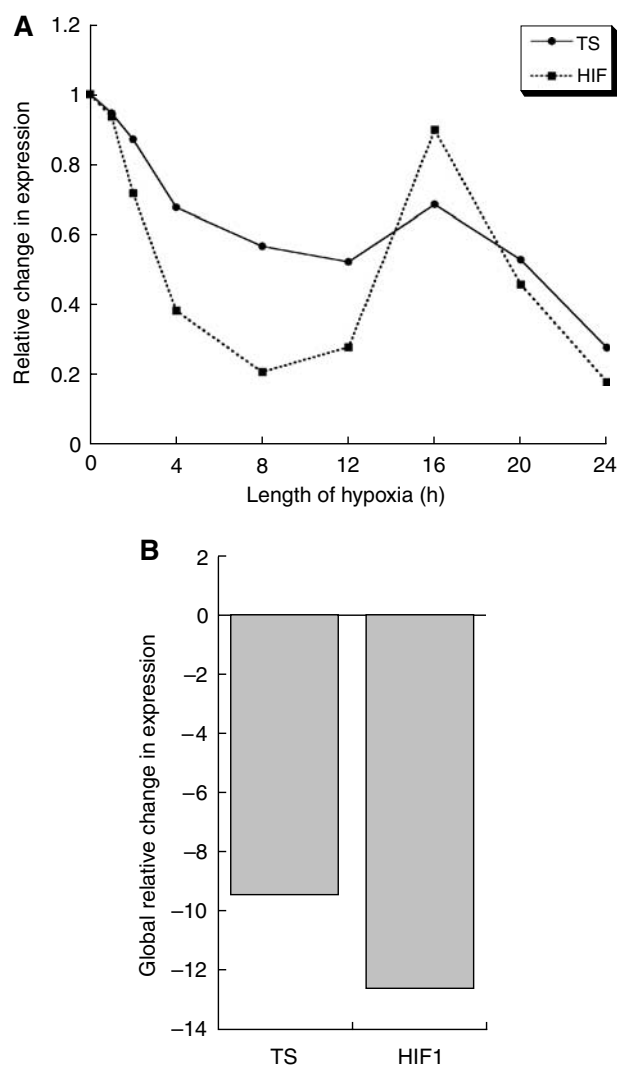 A
1.2
1
0.8
0.6
0.4
0.2
0
Relative change in expression
TS
HIF
0 4 8 12 16 20 24
Length of hypoxia (h)
B
2
0
−2
−4
−6
−8
−10
−12
−14
Global relative change in expression
TS HIF1